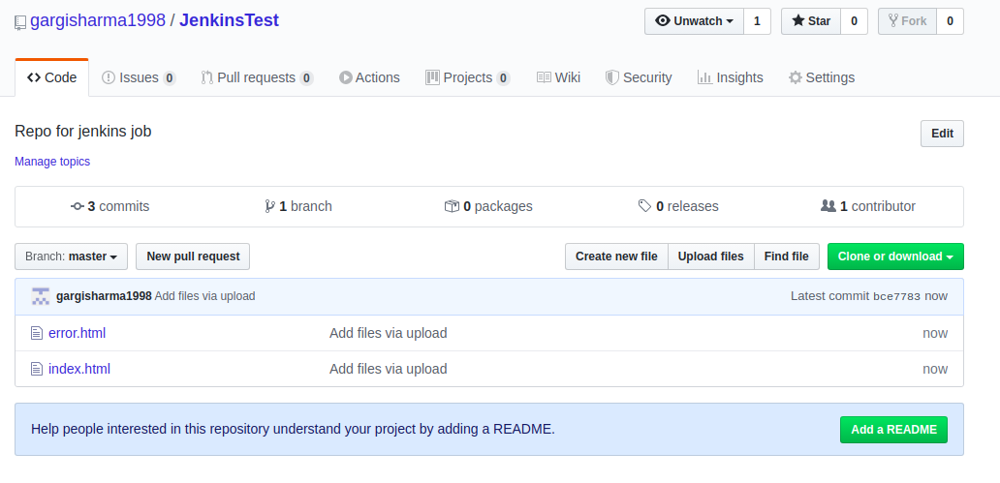 gargisharma1998 / JenkinsTest Unwatch 1 Star 0 Fork 0
Code Issues 0 Pull requests 0 Actions Projects 0 Wiki Security Insights Settings
Repo for jenkins job Edit
Manage topics
3 commits 1 branch 0 packages 0 releases 1 contributor
Branch: master New pull request Create new file Upload files Find file Clone or download
gargisharma1998 Add files via upload Latest commit bce7783 now
error.html Add files via upload now
index.html Add files via upload now
Help people interested in this repository understand your project by adding a README. Add a README